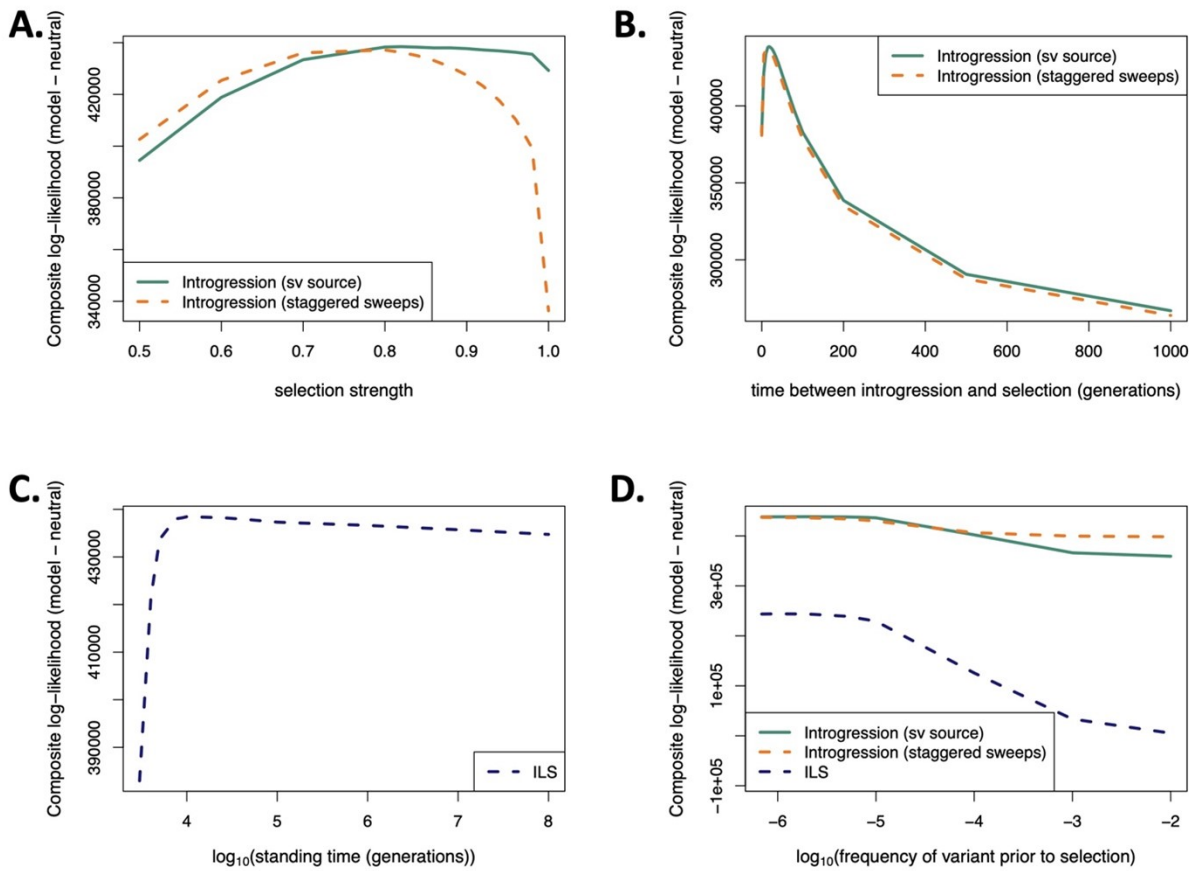 A.
Composite log−likelihood (model − neutral)
420000
380000
340000
Introgression (sv source)
Introgression (staggered sweeps)
0.5 0.6 0.7 0.8 0.9 1.0
selection strength
B.
Composite log−likelihood (model − neutral)
400000
350000
300000
Introgression (sv source)
Introgression (staggered sweeps)
0 200 400 600 800 1000
time between introgression and selection (generations)
C.
Composite log−likelihood (model − neutral)
430000
410000
390000
ILS
4 5 6 7 8
log₁₀(standing time (generations))
D.
Composite log−likelihood (model − neutral)
3e+05
1e+05
−1e+05
Introgression (sv source)
Introgression (staggered sweeps)
ILS
−6 −5 −4 −3 −2
log₁₀(frequency of variant prior to selection)